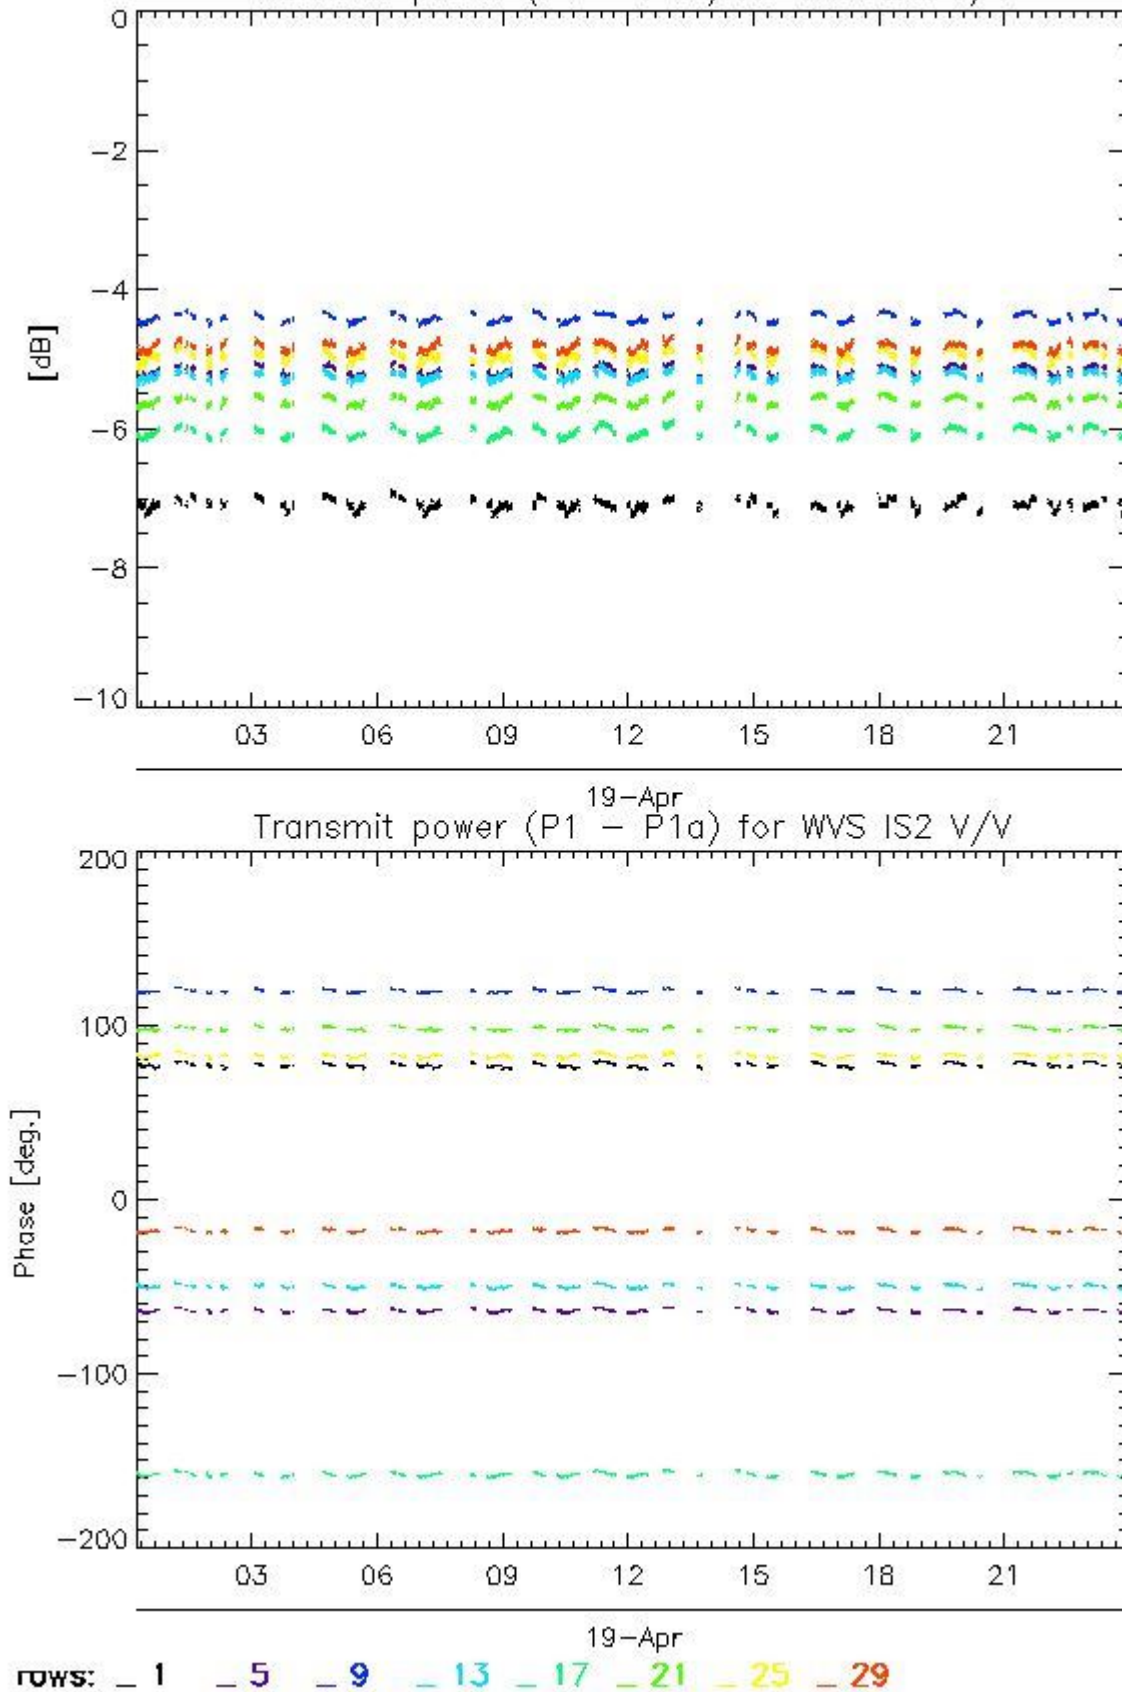 0
-2
-4
[dB]
-6
-8
-10
03 06 09 12 15 18 21
19-Apr
Transmit power (P1 - P1a) for WVS IS2 V/V
200
100
Phase [deg.]
0
-100
-200
03 06 09 12 15 18 21
19-Apr
rows: _ 1 _ 5 _ 9 _ 13 _ 17 _ 21 _ 25 _ 29